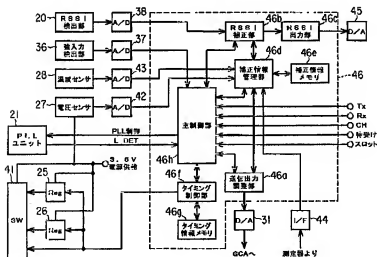 20
RSSI
検出部
38
A/D
36
検入力
検出部
37
A/D
28
温度センサ
43
A/D
27
電圧センサ
42
A/D
46b
RSSI
補正部
46c
RSSI
出力部
45
D/A
46d
補正情報
管理部
46e
補正情報
メモリ
46
21
PLL
ユニット
PLL制御
L DET
主制御部
46h
Tx
Rx
CH
待受け
スロット
3.6V
電源供給
41
SW
25
Reg
26
Reg
46f
タイミング
制御部
46g
タイミング
情報メモリ
46a
送信出力
調整部
D/A
31
I/F
44
GCAへ
測定器より